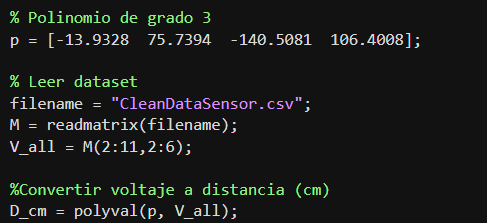 % Polinomio de grado 3
p = [-13.9328  75.7394  -140.5081  106.4008];
% Leer dataset
filename = "CleanDataSensor.csv";
M = readmatrix(filename);
V_all = M(2:11,2:6);
%Convertir voltaje a distancia (cm)
D_cm = polyval(p, V_all);